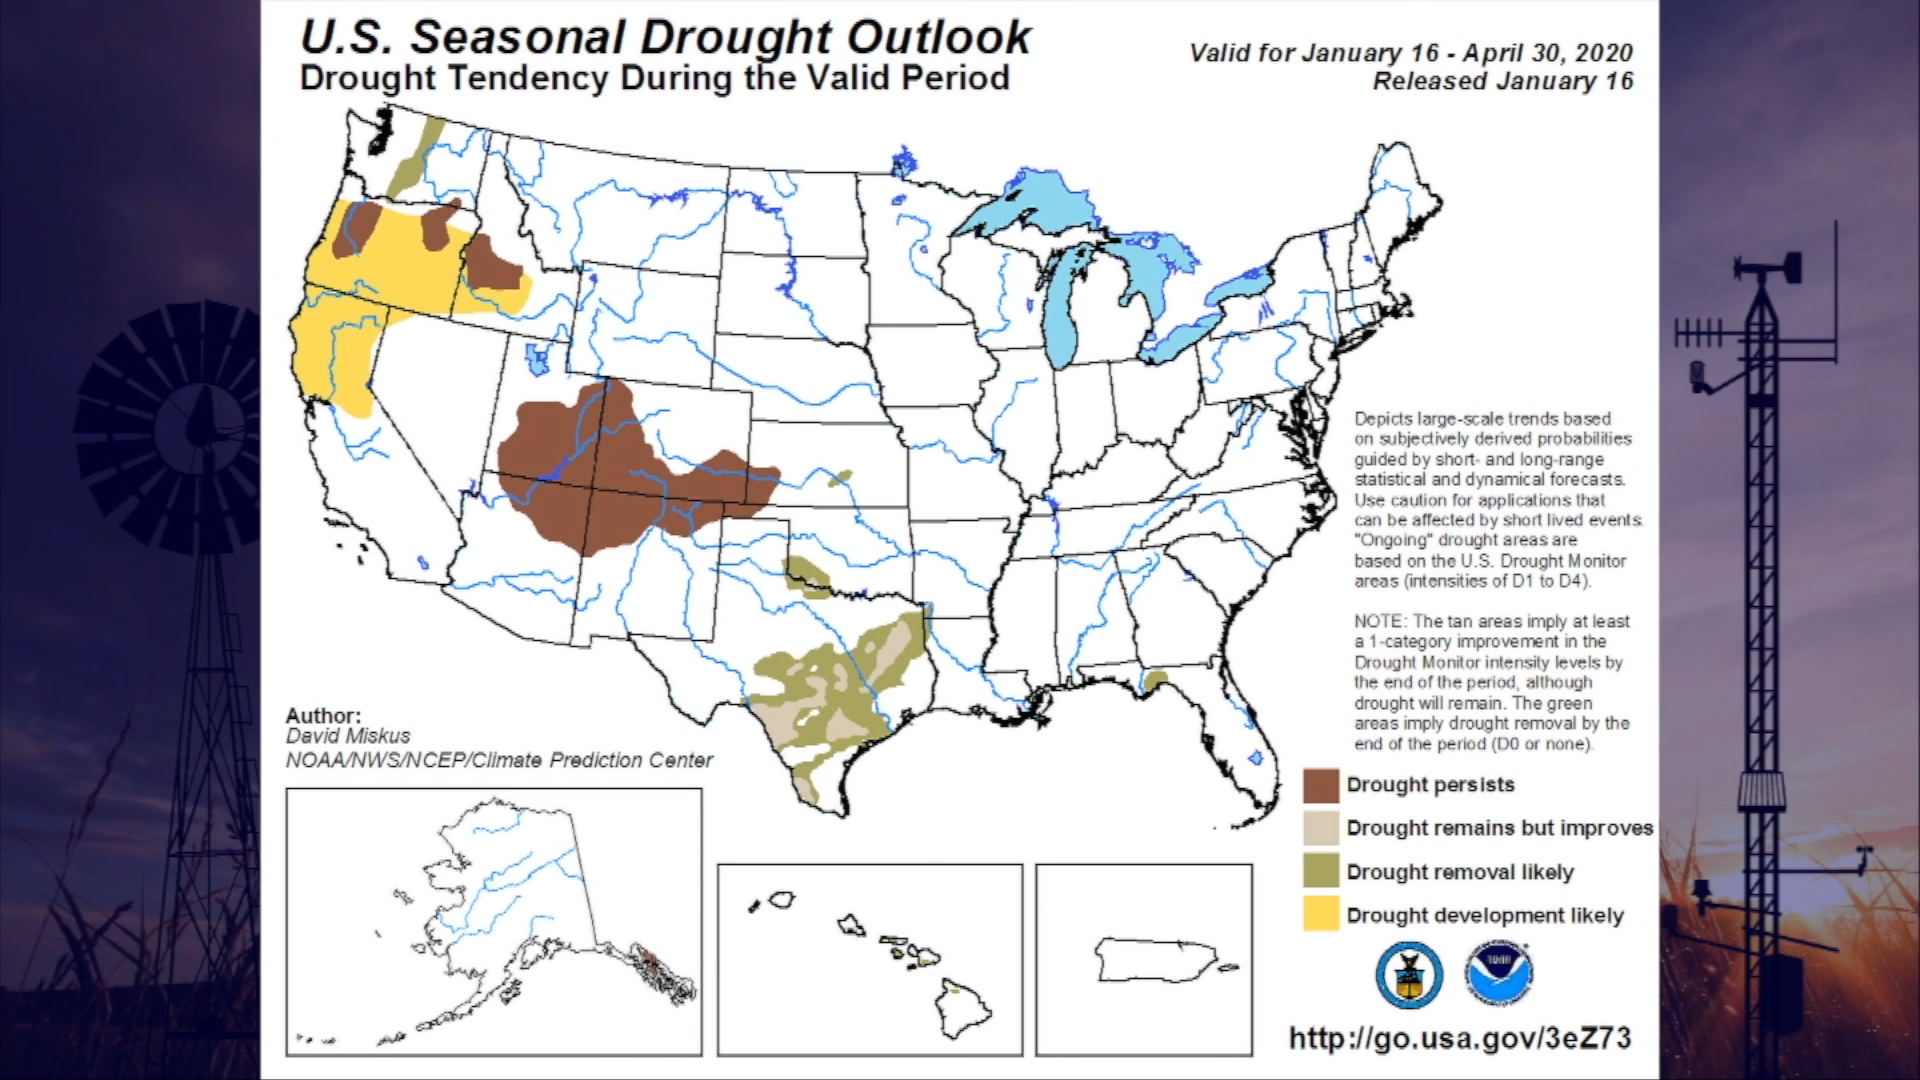 U.S. Seasonal Drought Outlook
Drought Tendency During the Valid Period
Valid for January 16 - April 30, 2020
Released January 16
Depicts large-scale trends based
on subjectively derived probabilities
guided by short- and long-range
statistical and dynamical forecasts.
Use caution for applications that
can be affected by short lived events.
"Ongoing" drought areas are
based on the U.S. Drought Monitor
areas (intensities of D1 to D4).
NOTE: The tan areas imply at least
a 1-category improvement in the
Drought Monitor intensity levels by
the end of the period, although
drought will remain. The green
areas imply drought removal by the
end of the period (D0 or none).
Author:
David Miskus
NOAA/NWS/NCEP/Climate Prediction Center
Drought persists
Drought remains but improves
Drought removal likely
Drought development likely
http://go.usa.gov/3eZ73